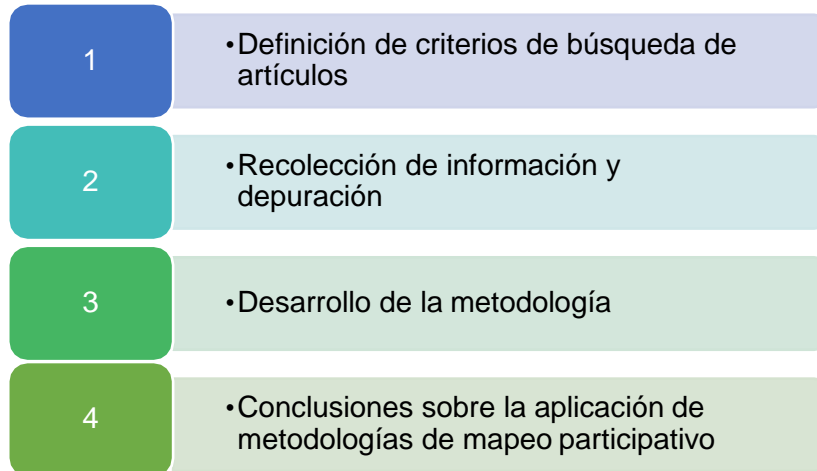 1
•Definición de criterios de búsqueda de
artículos
2
•Recolección de información y
depuración
3
•Desarrollo de la metodología
4
•Conclusiones sobre la aplicación de
metodologías de mapeo participativo